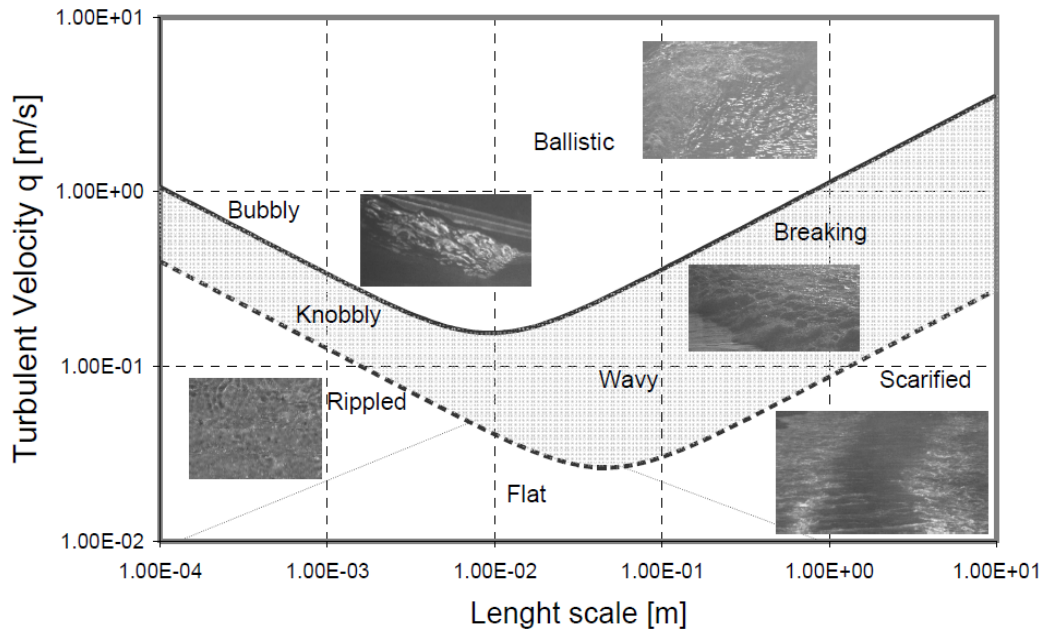 1.00E+01
1.00E+00
1.00E-01
1.00E-02
Turbulent Velocity q [m/s]
Ballistic
Bubbly
Breaking
Knobbly
Wavy
Scarified
Rippled
Flat
1.00E-04
1.00E-03
1.00E-02
1.00E-01
1.00E+00
1.00E+01
Lenght scale [m]